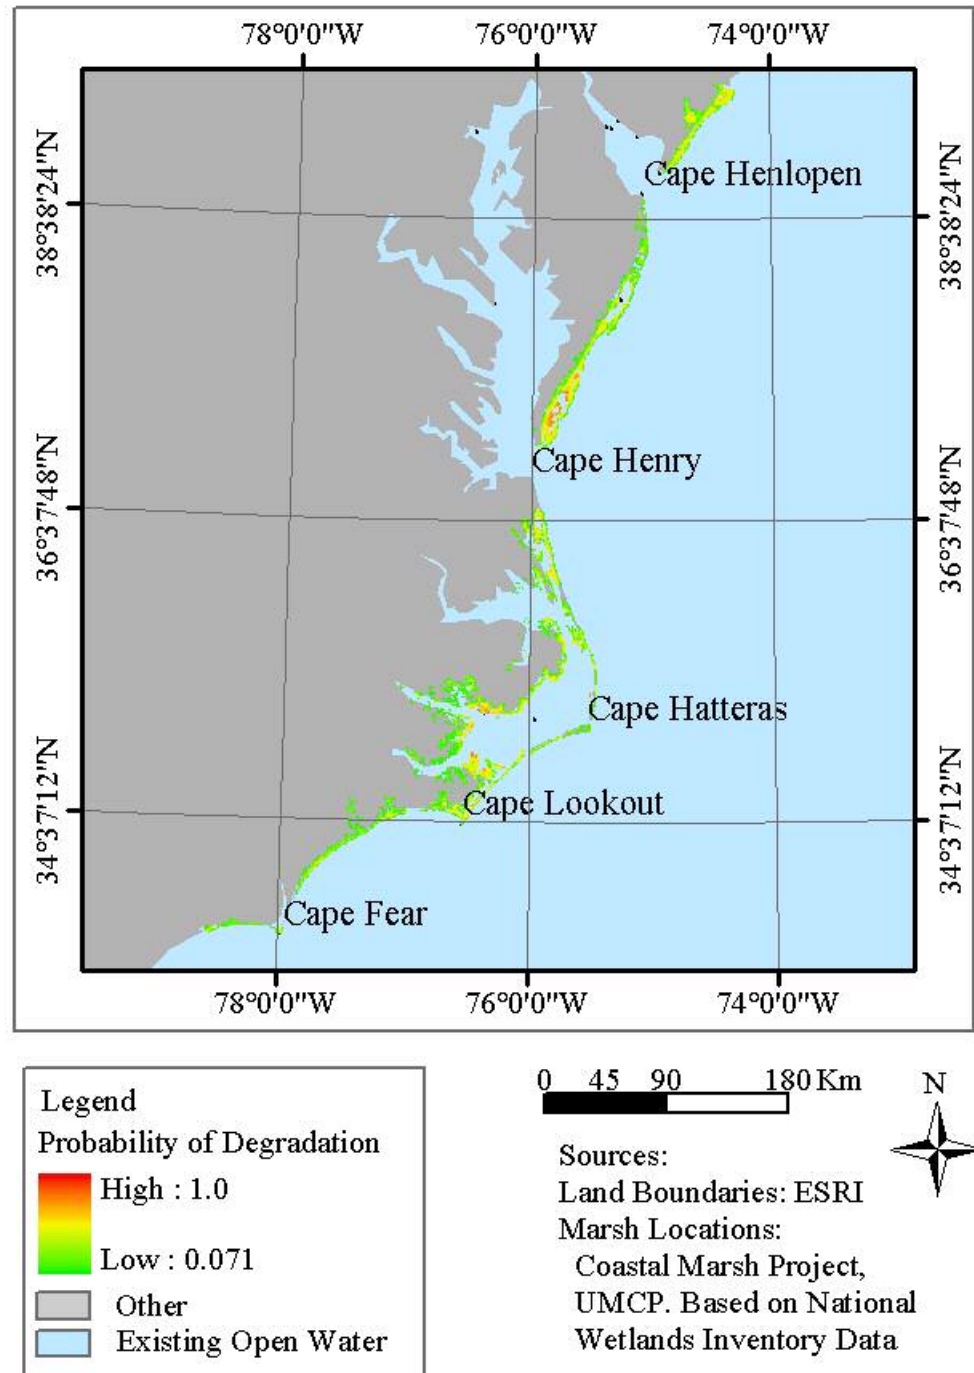 78°0'0"W 76°0'0"W 74°0'0"W
38°38'24"N
38°38'24"N
Cape Henlopen
Cape Henry
36°37'48"N
36°37'48"N
Cape Hatteras
Cape Lookout
34°37'12"N
34°37'12"N
Cape Fear
78°0'0"W 76°0'0"W 74°0'0"W
Legend
Probability of Degradation
High : 1.0
Low : 0.071
Other
Existing Open Water
0 45 90 180 Km
N
Sources:
Land Boundaries: ESRI
Marsh Locations:
Coastal Marsh Project,
UMCP. Based on National
Wetlands Inventory Data